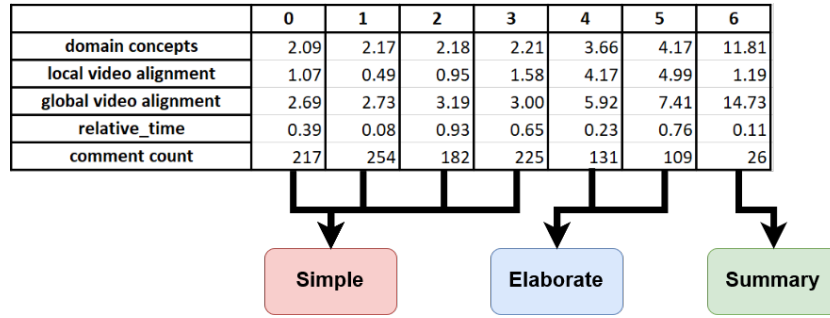 0 1 2 3 4 5 6
domain concepts 2.09 2.17 2.18 2.21 3.66 4.17 11.81
local video alignment 1.07 0.49 0.95 1.58 4.17 4.99 1.19
global video alignment 2.69 2.73 3.19 3.00 5.92 7.41 14.73
relative_time 0.39 0.08 0.93 0.65 0.23 0.76 0.11
comment count 217 254 182 225 131 109 26
Simple Elaborate Summary